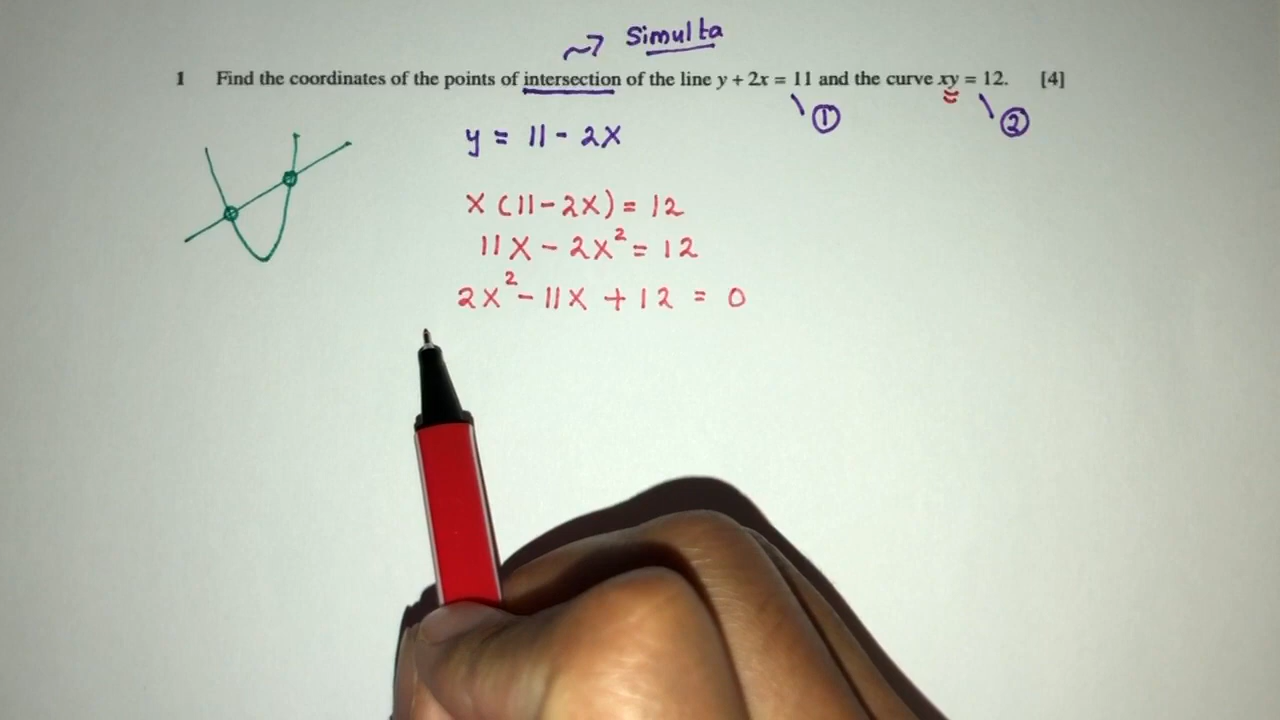 ~> Simulta
1 Find the coordinates of the points of intersection of the line y + 2x = 11 and the curve xy = 12. [4]
① ②
y = 11 - 2x
x (11-2x) = 12
11x - 2x² = 12
2x² - 11x + 12 = 0